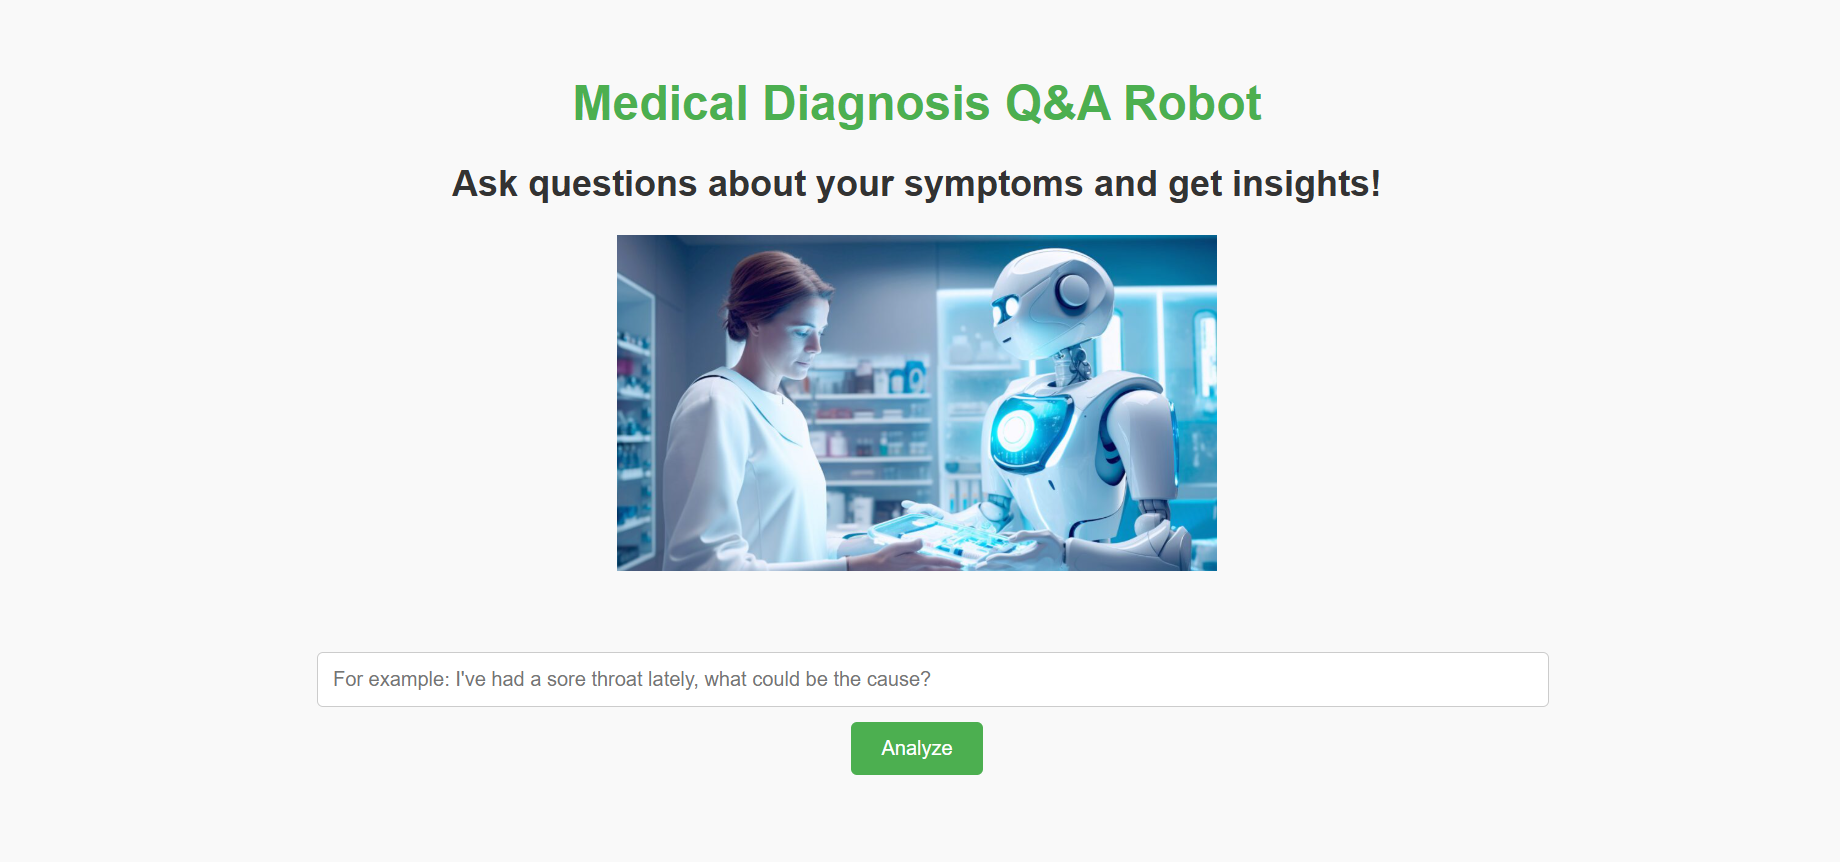 Medical Diagnosis Q&A Robot
Ask questions about your symptoms and get insights!
For example: I've had a sore throat lately, what could be the cause?
Analyze